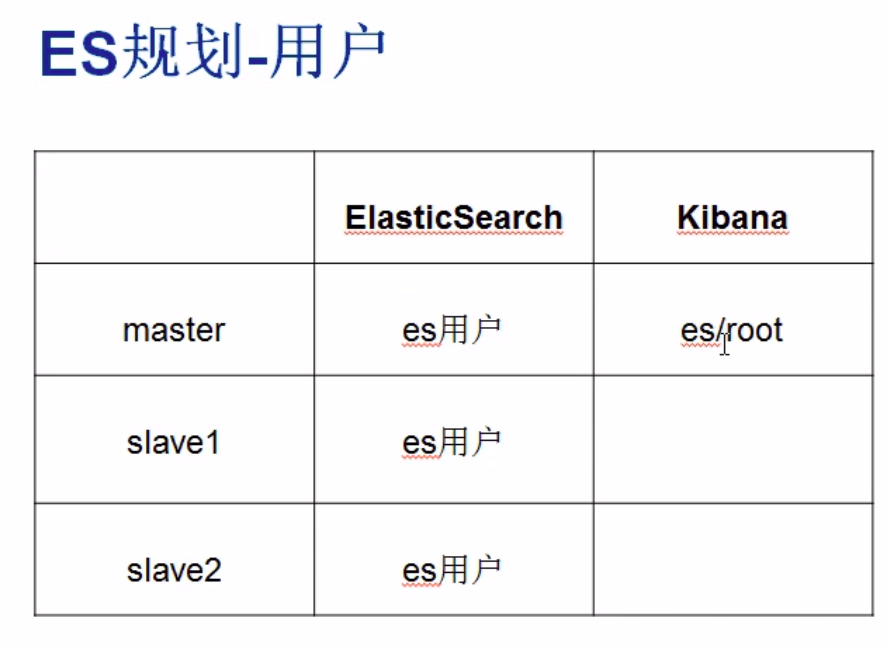 ES规划-用户
ElasticSearch Kibana
master es用户 es/root
slave1 es用户
slave2 es用户